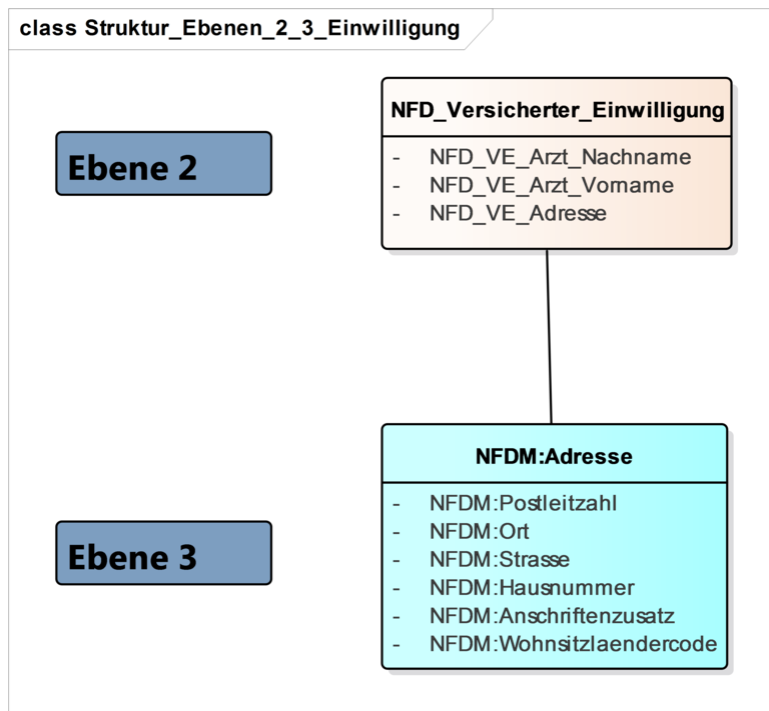 class Struktur_Ebenen_2_3_Einwilligung
Ebene 2
NFD_Versicherter_Einwilligung
- NFD_VE_Arzt_Nachname
- NFD_VE_Arzt_Vorname
- NFD_VE_Adresse
Ebene 3
NFDM:Adresse
- NFDM:Postleitzahl
- NFDM:Ort
- NFDM:Strasse
- NFDM:Hausnummer
- NFDM:Anschriftenzusatz
- NFDM:Wohnsitzlaendercode